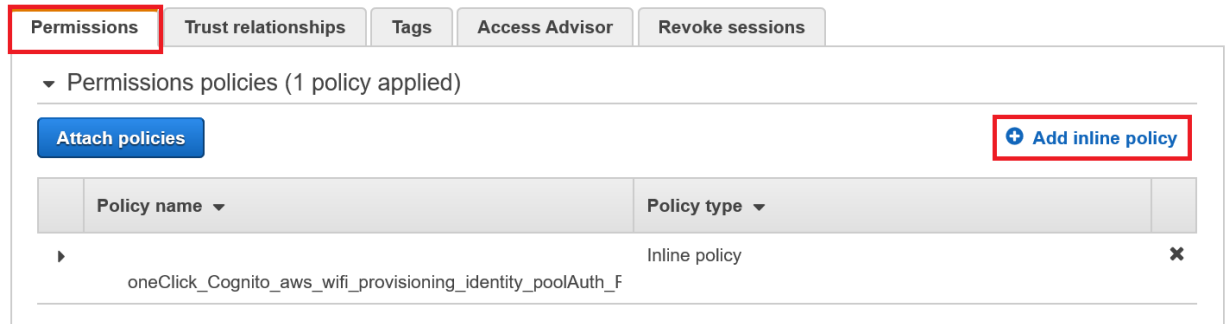 Permissions Trust relationships Tags Access Advisor Revoke sessions
Permissions policies (1 policy applied)
Attach policies Add inline policy
Policy name Policy type
Inline policy
oneClick_Cognito_aws_wifi_provisioning_identity_poolAuth_F